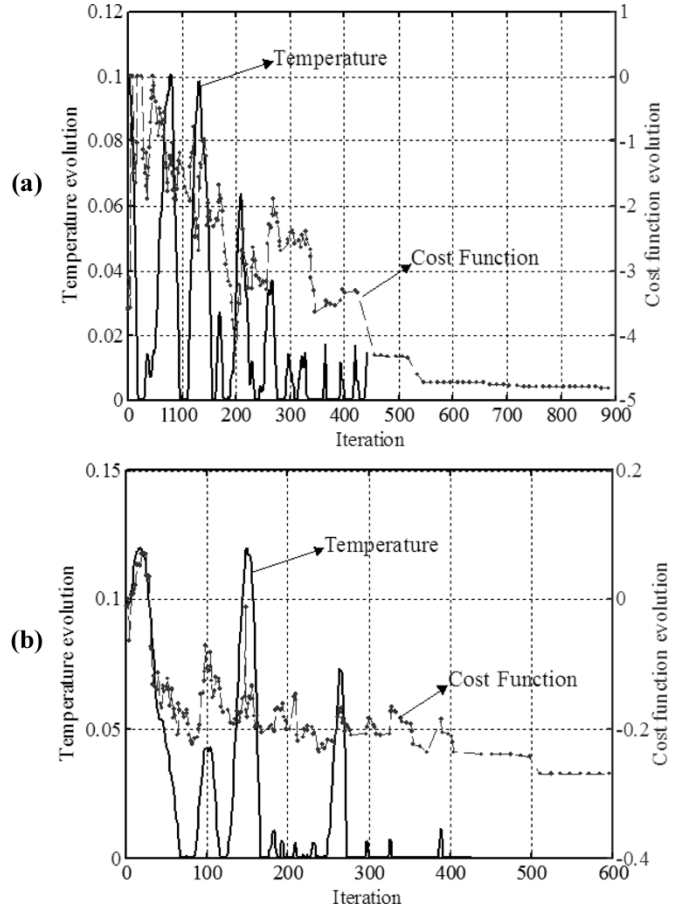 (a)
Temperature evolution
Cost function evolution
0.12
0.1
0.08
0.06
0.04
0.02
0
1
0
-1
-2
-3
-4
-5
Temperature
Cost Function
0 1100 200 300 400 500 600 700 800 900
Iteration
(b)
Temperature evolution
Cost function evolution
0.15
0.1
0.05
0
0.2
0
-0.2
-0.4
Temperature
Cost Function
0 100 200 300 400 500 600
Iteration